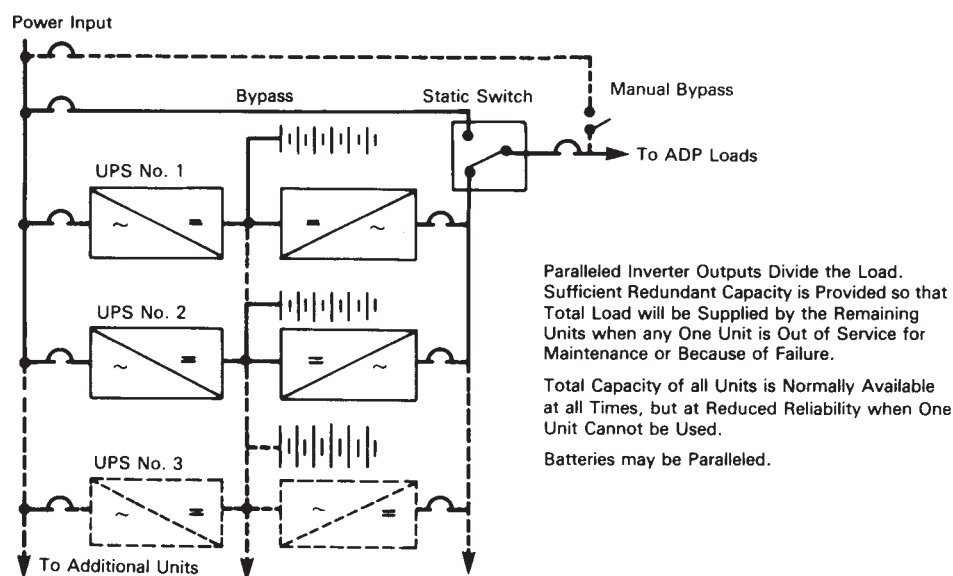 Power Input
Manual Bypass
Bypass
Static Switch
To ADP Loads
UPS No. 1
~ =
= ~
UPS No. 2
~ =
= ~
UPS No. 3
~ =
~ =
To Additional Units
Paralleled Inverter Outputs Divide the Load.
Sufficient Redundant Capacity is Provided so that
Total Load will be Supplied by the Remaining
Units when any One Unit is Out of Service for
Maintenance or Because of Failure.
Total Capacity of all Units is Normally Available
at all Times, but at Reduced Reliability when One
Unit Cannot be Used.
Batteries may be Paralleled.